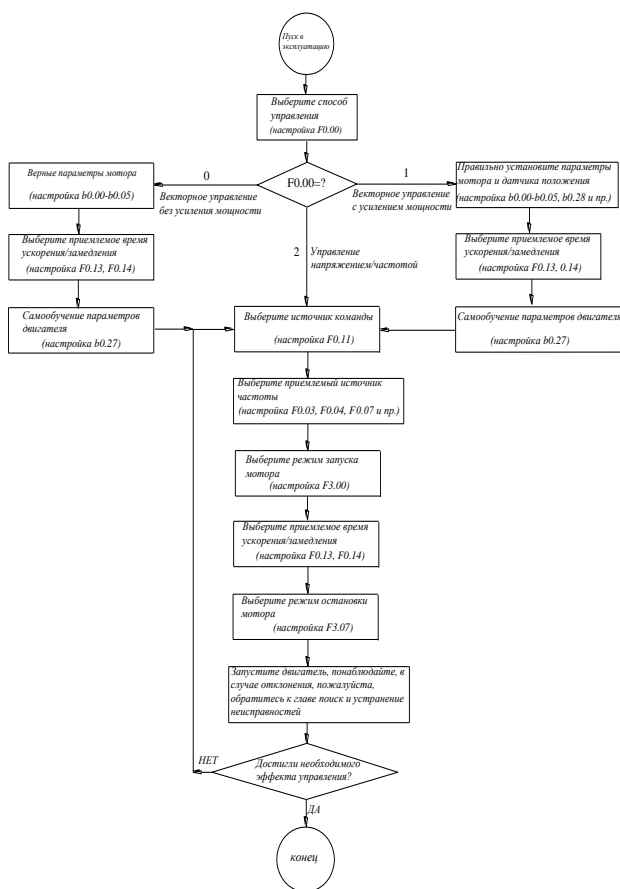 Пуск в
эксплуатацию
Выберите способ
управления
(настройка F0.00)
F0.00=?
0
Векторное управление
без усиления мощности
1
Векторное управление
с усилением мощности
2
Управление
напряжением/частотой
Верные параметры мотора
(настройка b0.00-b0.05)
Выберите приемлемое время
ускорения/замедления
(настройка F0.13, F0.14)
Самообучение параметров
двигателя
(настройка b0.27)
Правильно установите параметры
мотора и датчика положения
(настройка b0.00-b0.05, b0.28 и пр.)
Выберите приемлемое время
ускорения/замедления
(настройка F0.13, 0.14)
Самообучение параметров двигателя
(настройка b0.27)
Выберите источник команды
(настройка F0.11)
Выберите приемлемый источник
частоты
(настройка F0.03, F0.04, F0.07 и пр.)
Выберите режим запуска
мотора
(настройка F3.00)
Выберите приемлемое время
ускорения/замедления
(настройка F0.13, F0.14)
Выберите режим остановки
мотора
(настройка F3.07)
Запустите двигатель, понаблюдайте, в
случае отклонения, пожалуйста,
обратитесь к главе поиск и устранение
неисправностей
НЕТ
Достигли необходимого
эффекта управления?
ДА
конец